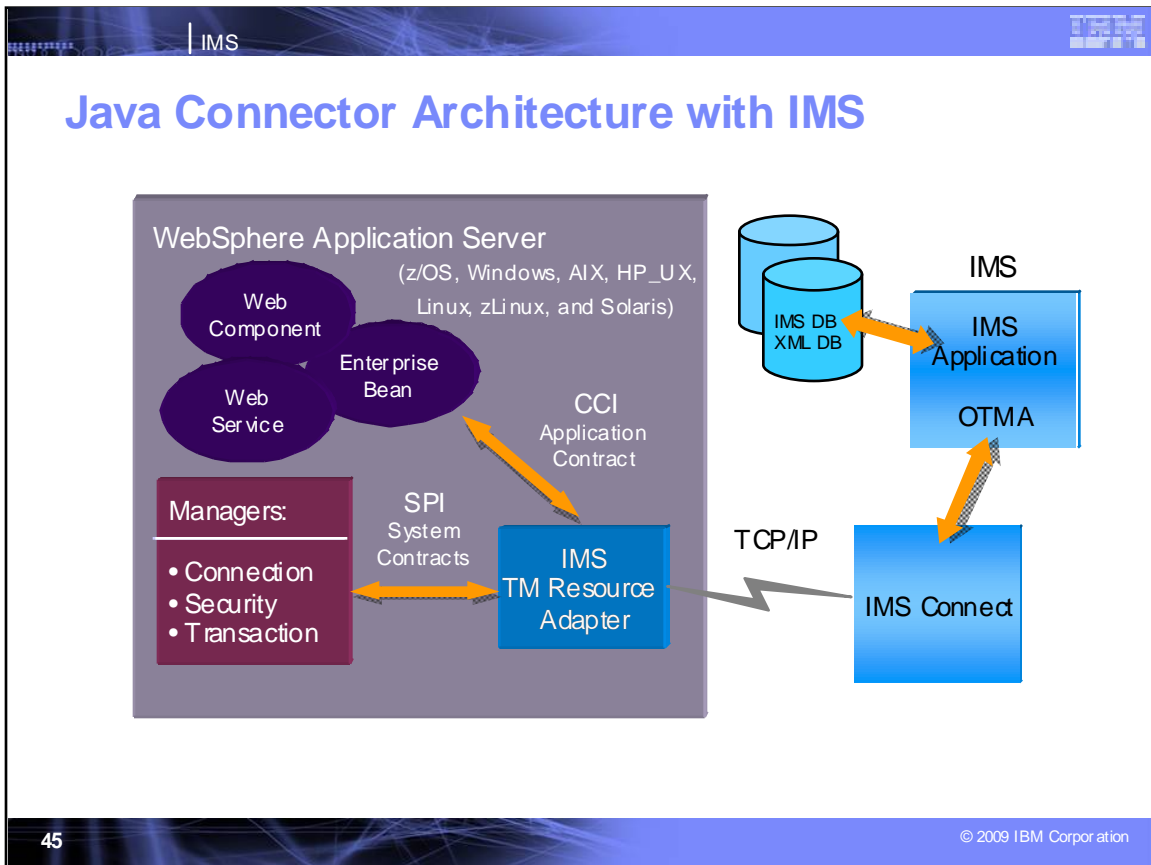 IMS
IBM
Java Connector Architecture with IMS
WebSphere Application Server
(z/OS, Windows, AIX, HP_UX,
Linux, zLinux, and Solaris)
Web
Component
Enterprise
Bean
Web
Service
CCI
Application
Contract
Managers:
• Connection
• Security
• Transaction
SPI
System
Contracts
IMS
TM Resource
Adapter
TCP/IP
IMS DB
XML DB
IMS
IMS
Application
OTMA
IMS Connect
45
© 2009 IBM Corporation